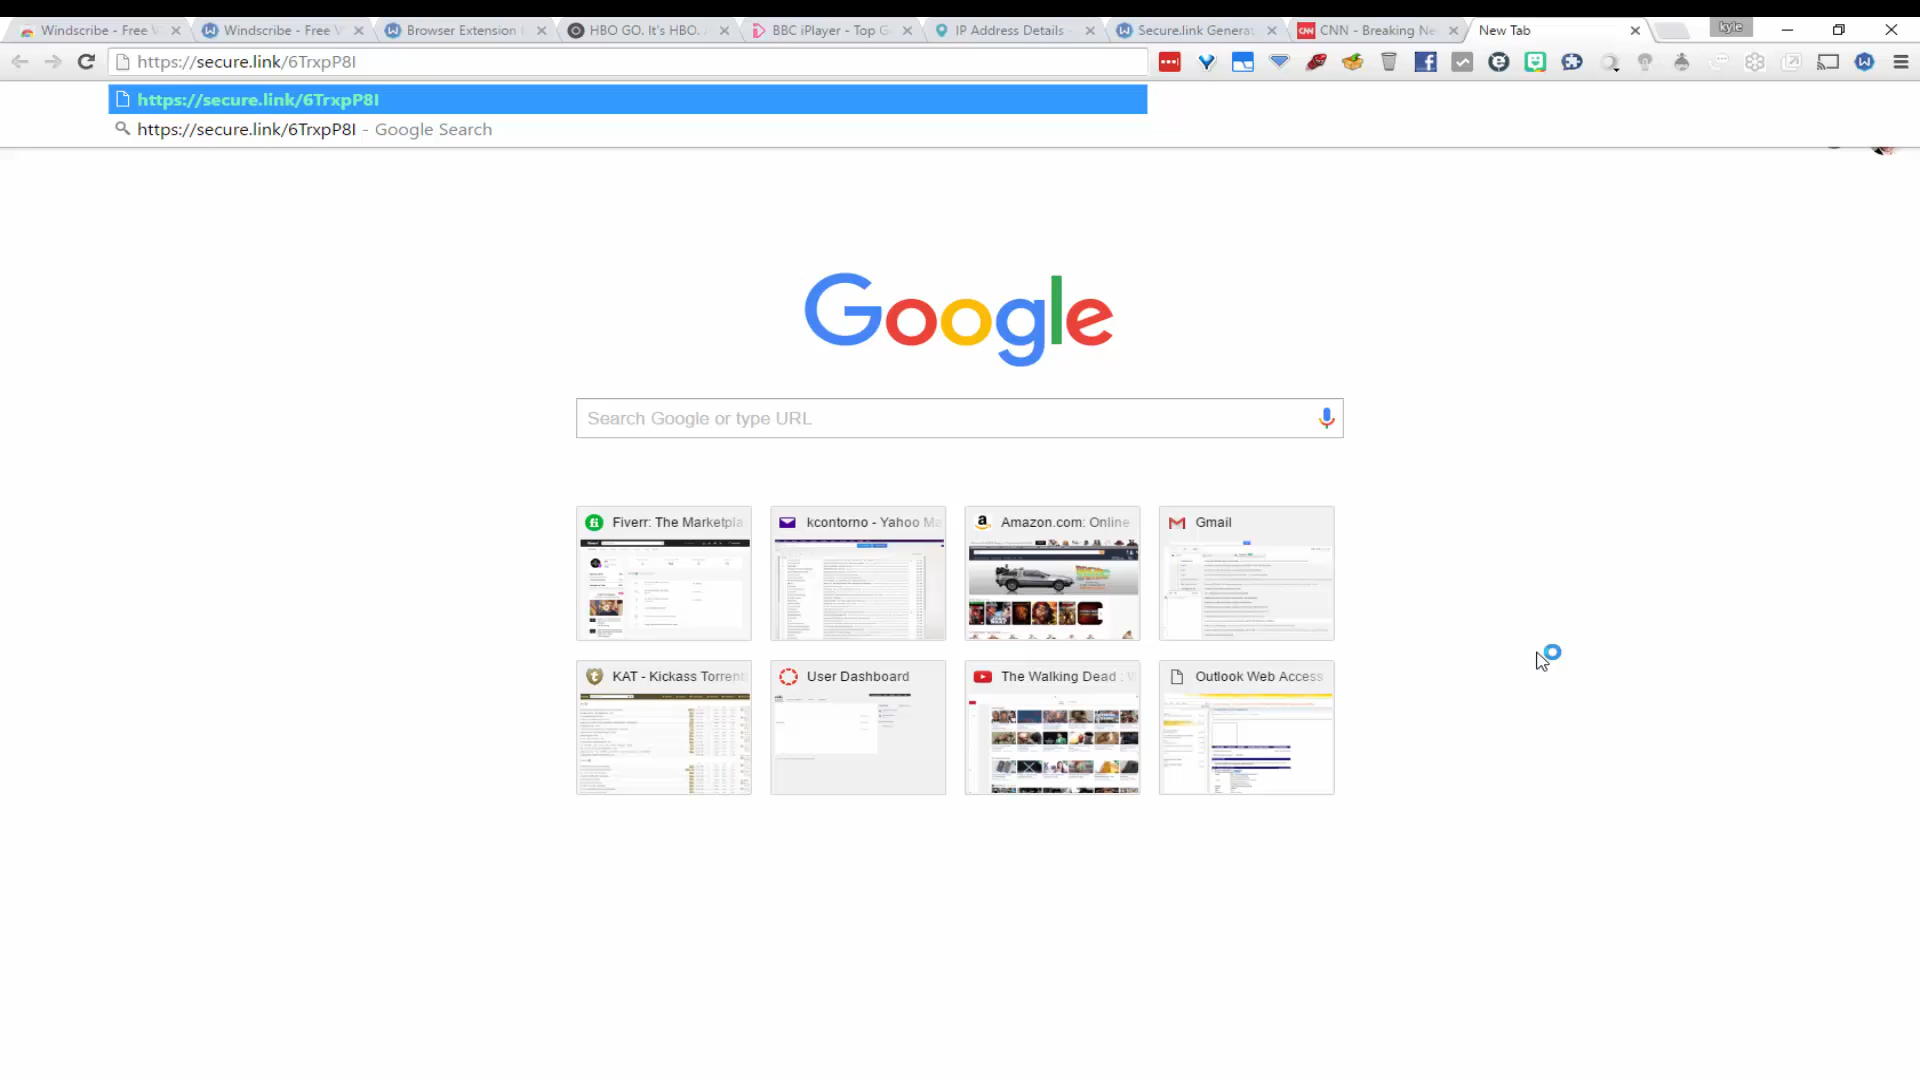 Windscribe - Free V
Windscribe - Free V
Browser Extension
HBO GO. It's HBO.
BBC iPlayer - Top G
IP Address Details -
Secure.link Generat
CNN - Breaking Ne
New Tab
kyle
https://secure.link/6TrxpP8I
https://secure.link/6TrxpP8I
https://secure.link/6TrxpP8I - Google Search
Google
Search Google or type URL
Fiverr: The Marketpla
kcontorno - Yahoo Ma
Amazon.com: Online
Gmail
KAT - Kickass Torrent
User Dashboard
The Walking Dead : W
Outlook Web Access